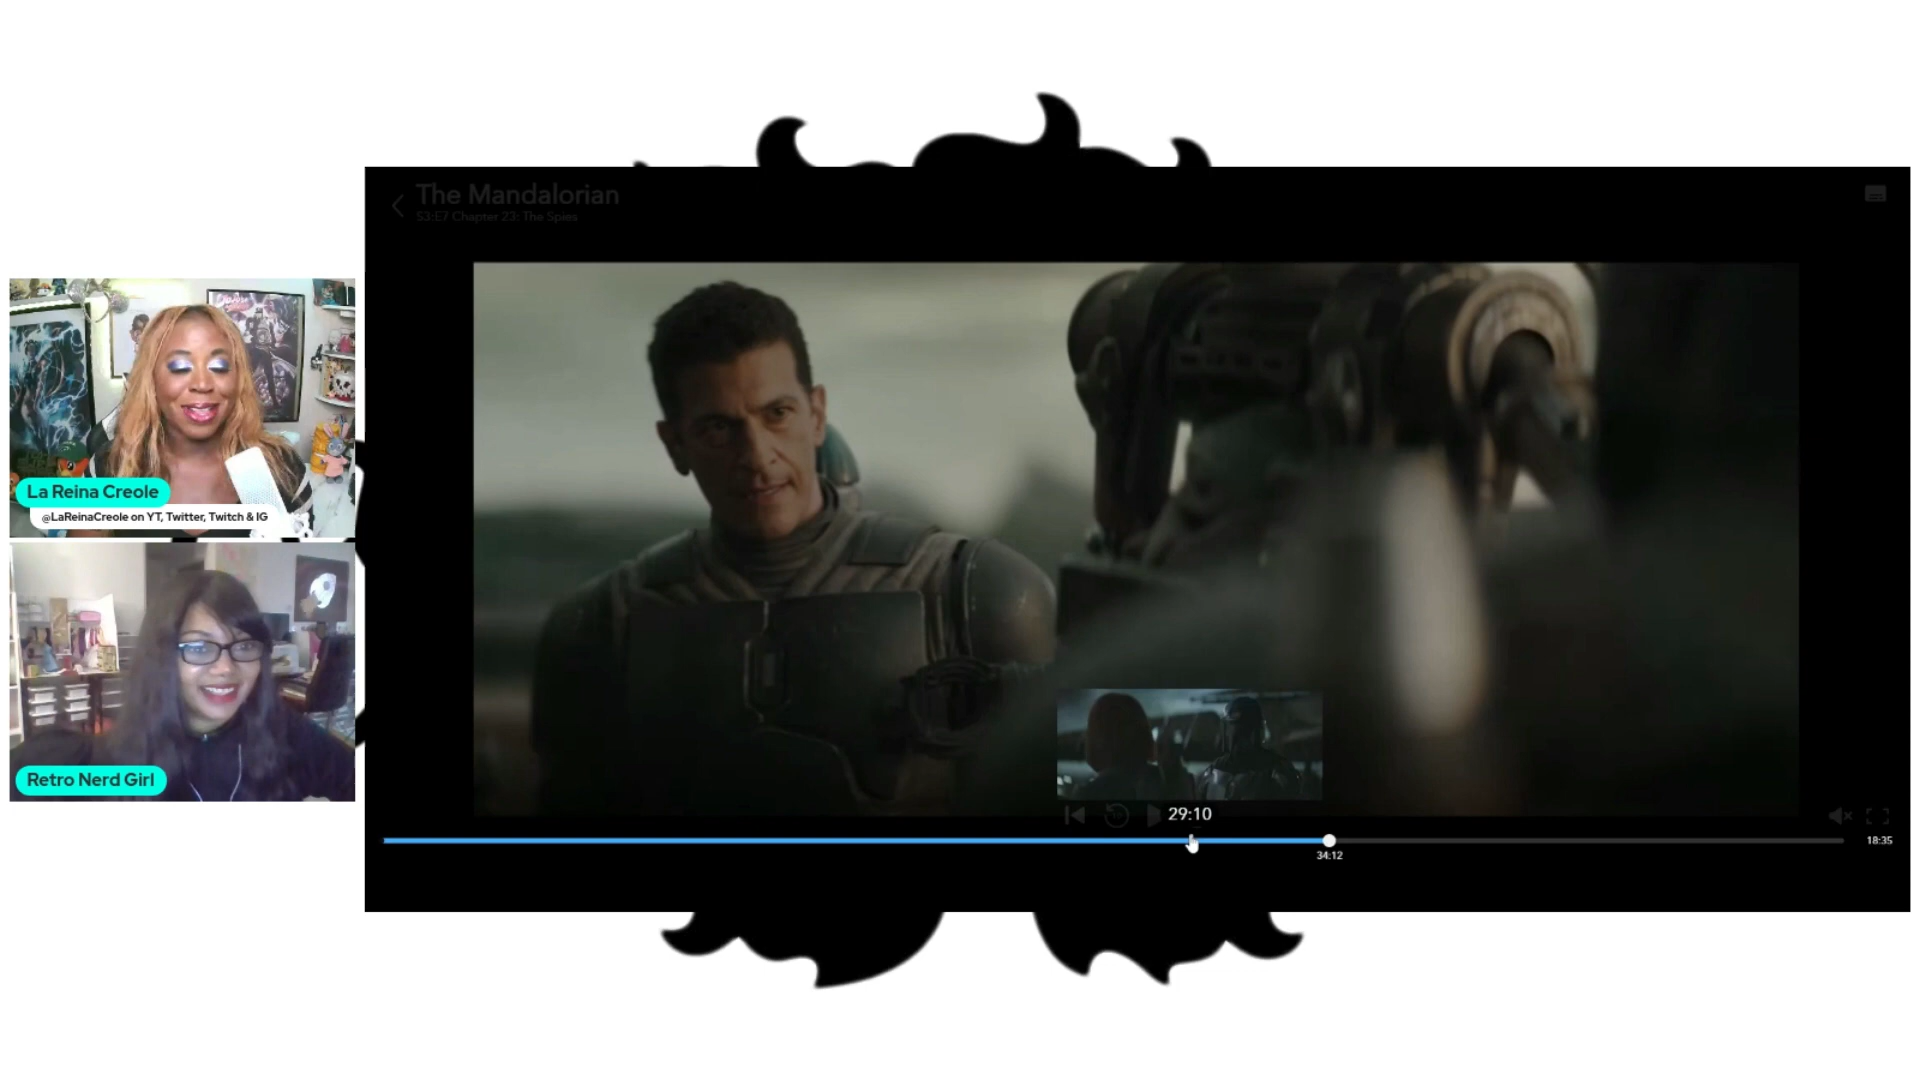 The Mandalorian
S3:E7 Chapter 23: The Spies
La Reina Creole
@LaReinaCreole on YT, Twitter, Twitch & IG
Retro Nerd Girl
29:10
34:12
18:35